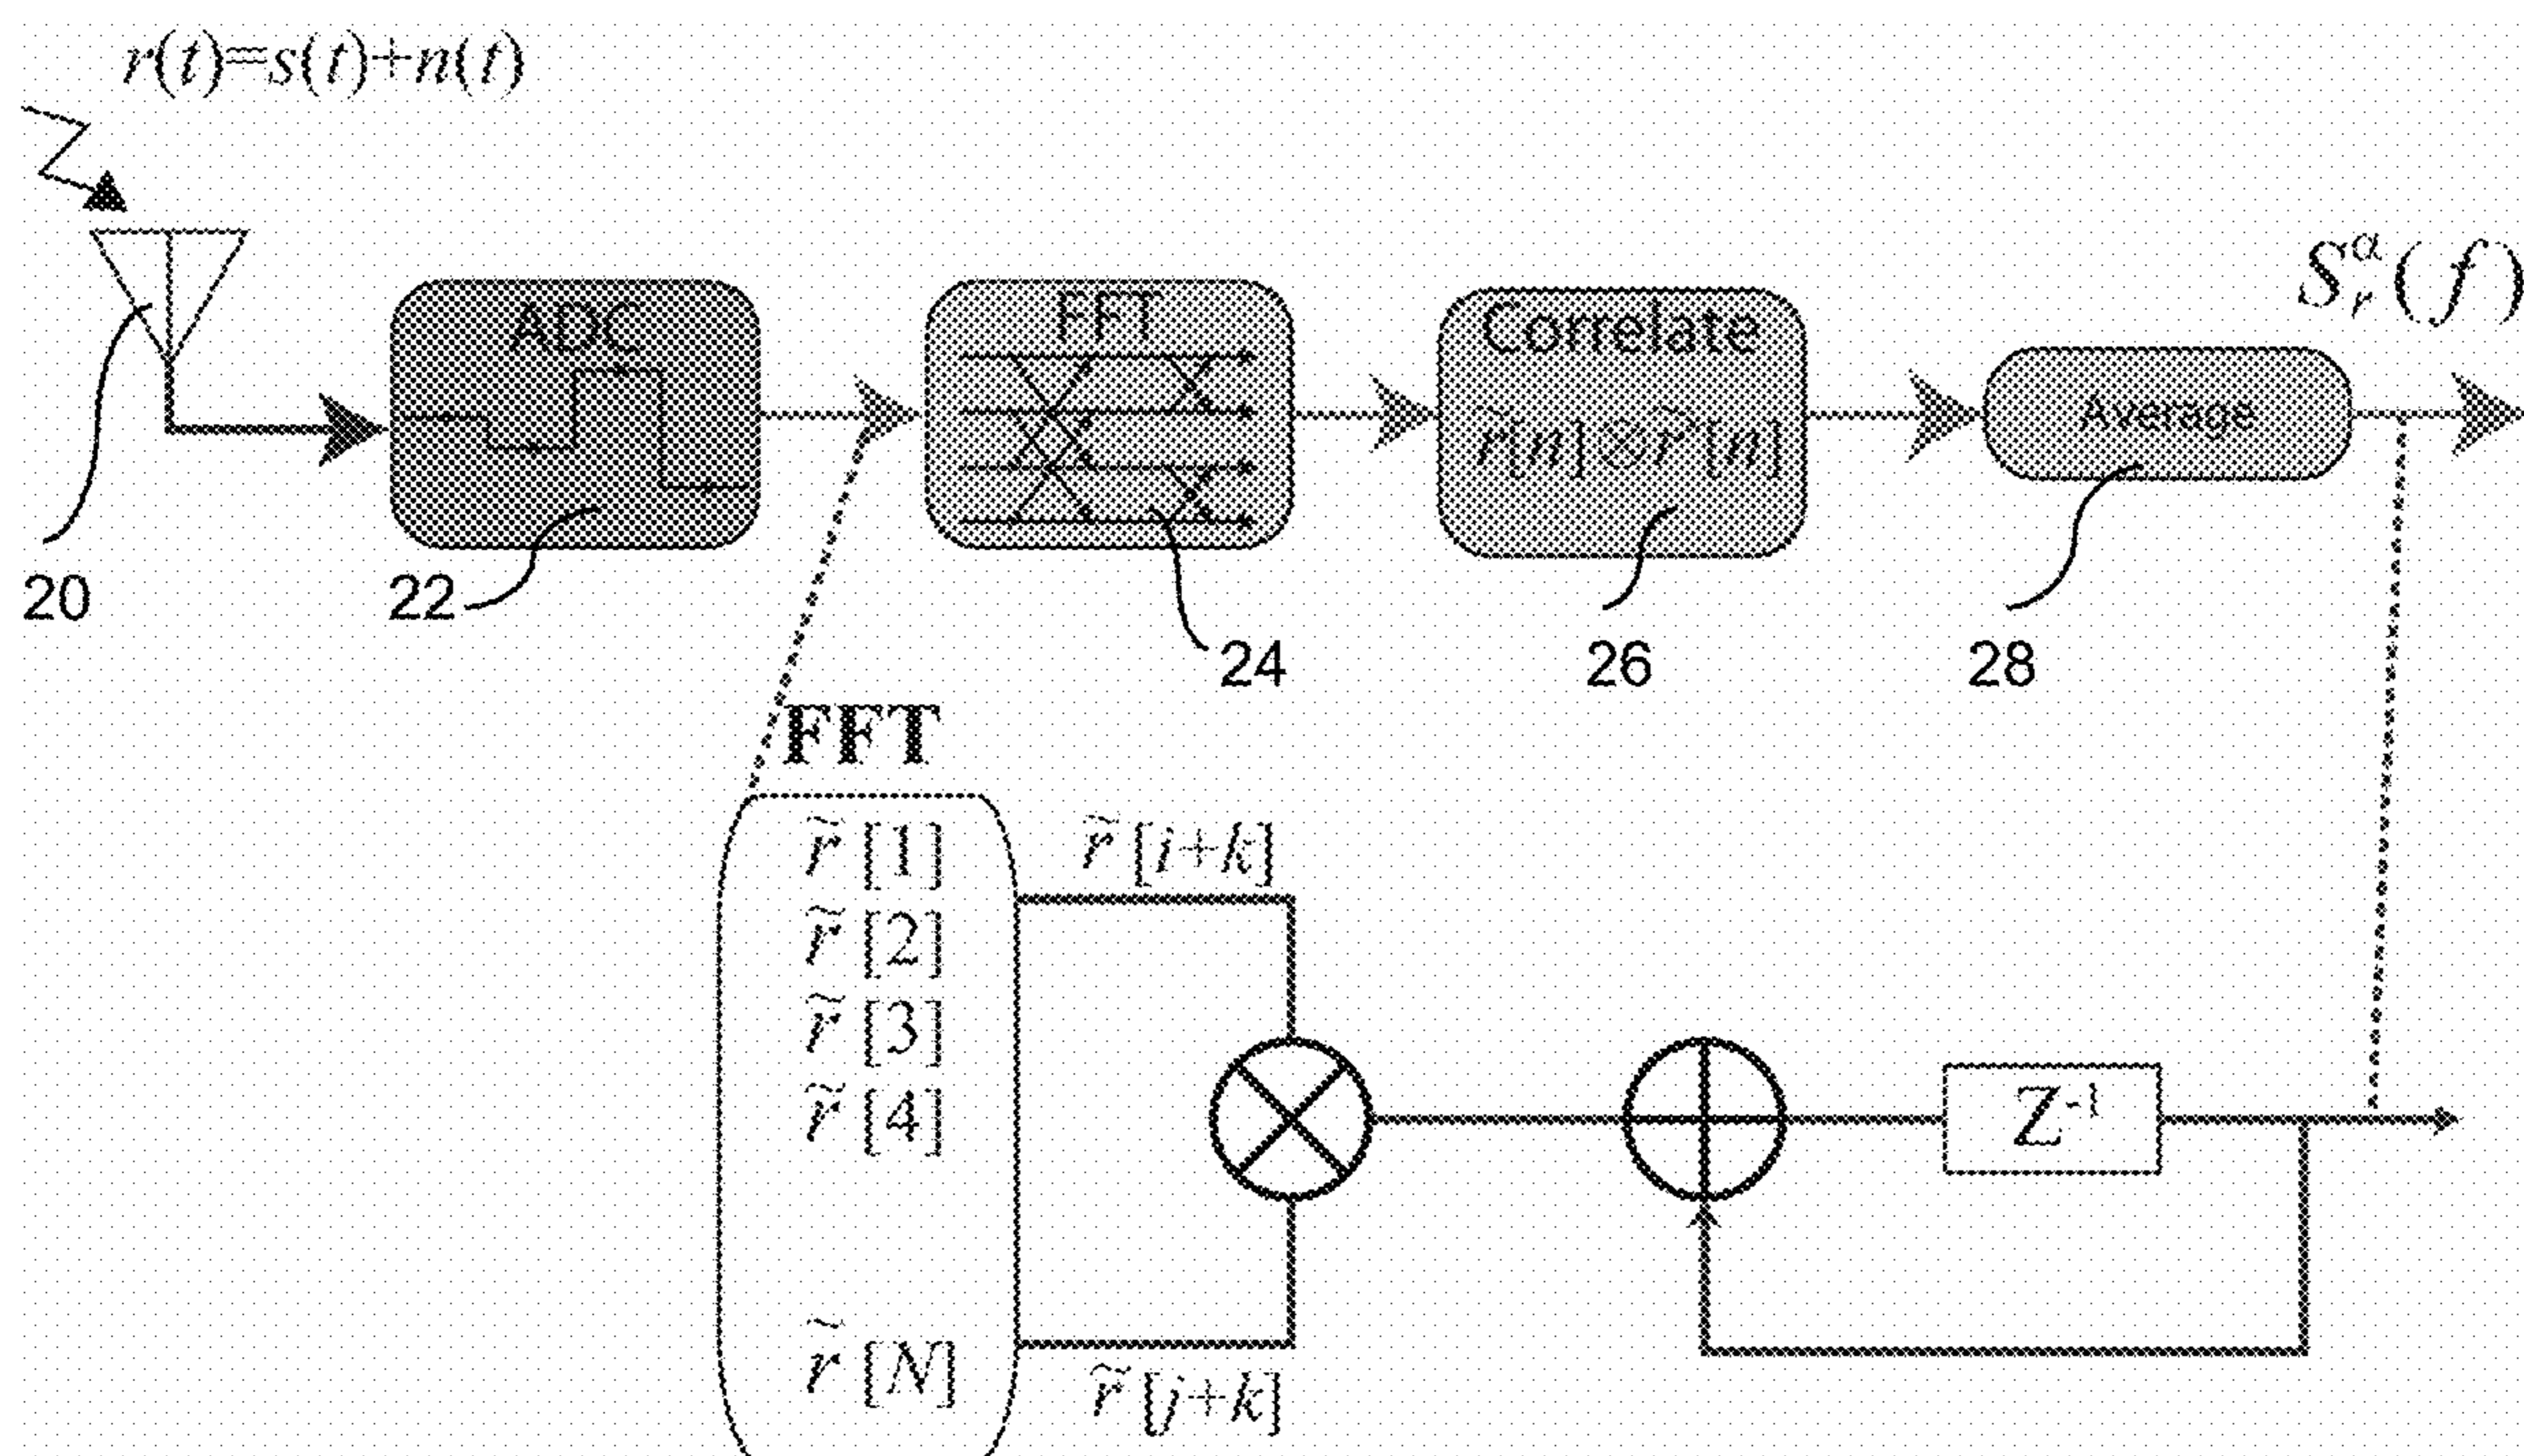 r(t)=s(t)+n(t)
S_r^α(f)
ADC
FFT
Correlate
r̃[n]⊗r̃*[n]
Average
20
22
24
26
28
FFT
r̃ [1]
r̃ [2]
r̃ [3]
r̃ [4]
r̃ [N]
r̃ [i+k]
r̃ [j+k]
Z⁻¹